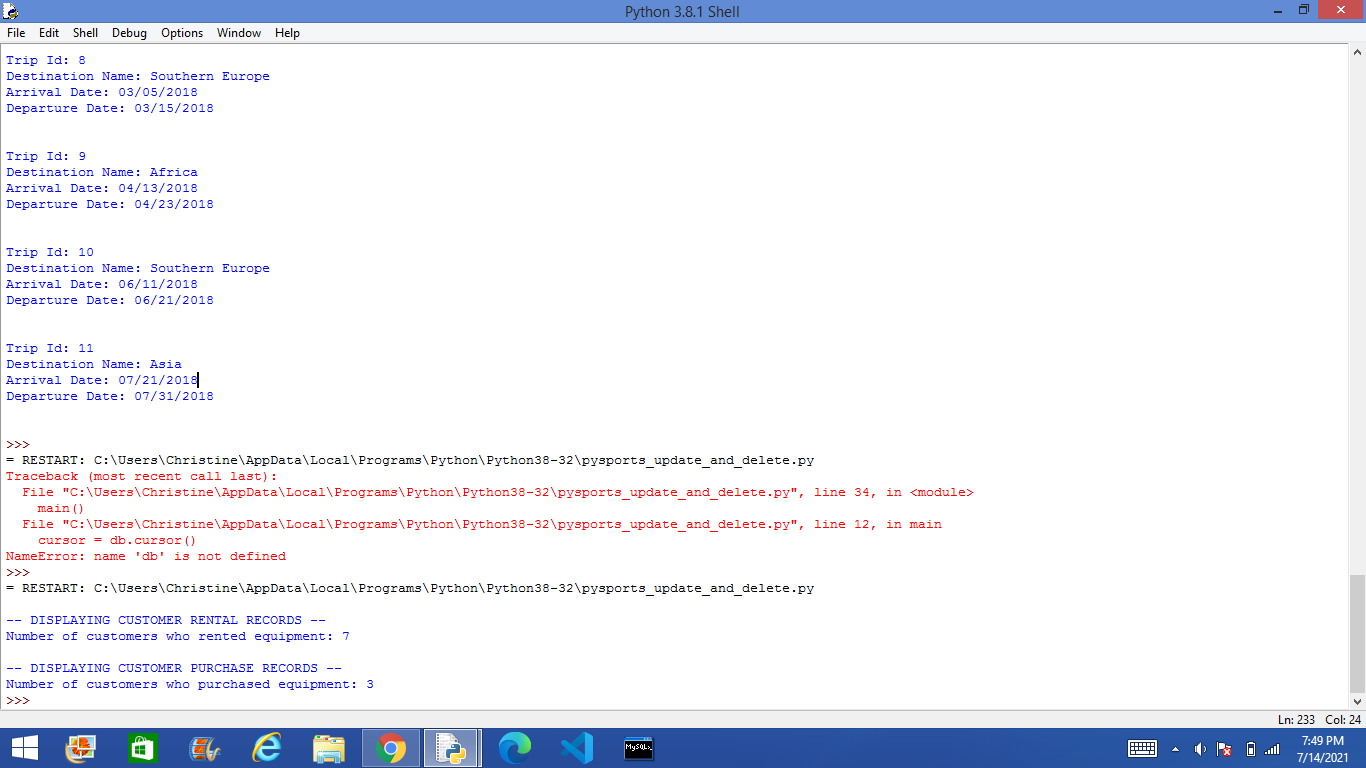 Python 3.8.1 Shell
File Edit Shell Debug Options Window Help
Trip Id: 8
Destination Name: Southern Europe
Arrival Date: 03/05/2018
Departure Date: 03/15/2018
Trip Id: 9
Destination Name: Africa
Arrival Date: 04/13/2018
Departure Date: 04/23/2018
Trip Id: 10
Destination Name: Southern Europe
Arrival Date: 06/11/2018
Departure Date: 06/21/2018
Trip Id: 11
Destination Name: Asia
Arrival Date: 07/21/2018
Departure Date: 07/31/2018
>>>
= RESTART: C:\Users\Christine\AppData\Local\Programs\Python\Python38-32\pysports_update_and_delete.py
Traceback (most recent call last):
  File "C:\Users\Christine\AppData\Local\Programs\Python\Python38-32\pysports_update_and_delete.py", line 34, in <module>
    main()
  File "C:\Users\Christine\AppData\Local\Programs\Python\Python38-32\pysports_update_and_delete.py", line 12, in main
    cursor = db.cursor()
NameError: name 'db' is not defined
>>>
= RESTART: C:\Users\Christine\AppData\Local\Programs\Python\Python38-32\pysports_update_and_delete.py
-- DISPLAYING CUSTOMER RENTAL RECORDS --
Number of customers who rented equipment: 7
-- DISPLAYING CUSTOMER PURCHASE RECORDS --
Number of customers who purchased equipment: 3
>>>
Ln: 233 Col: 24
MySQL
7:49 PM
7/14/2021